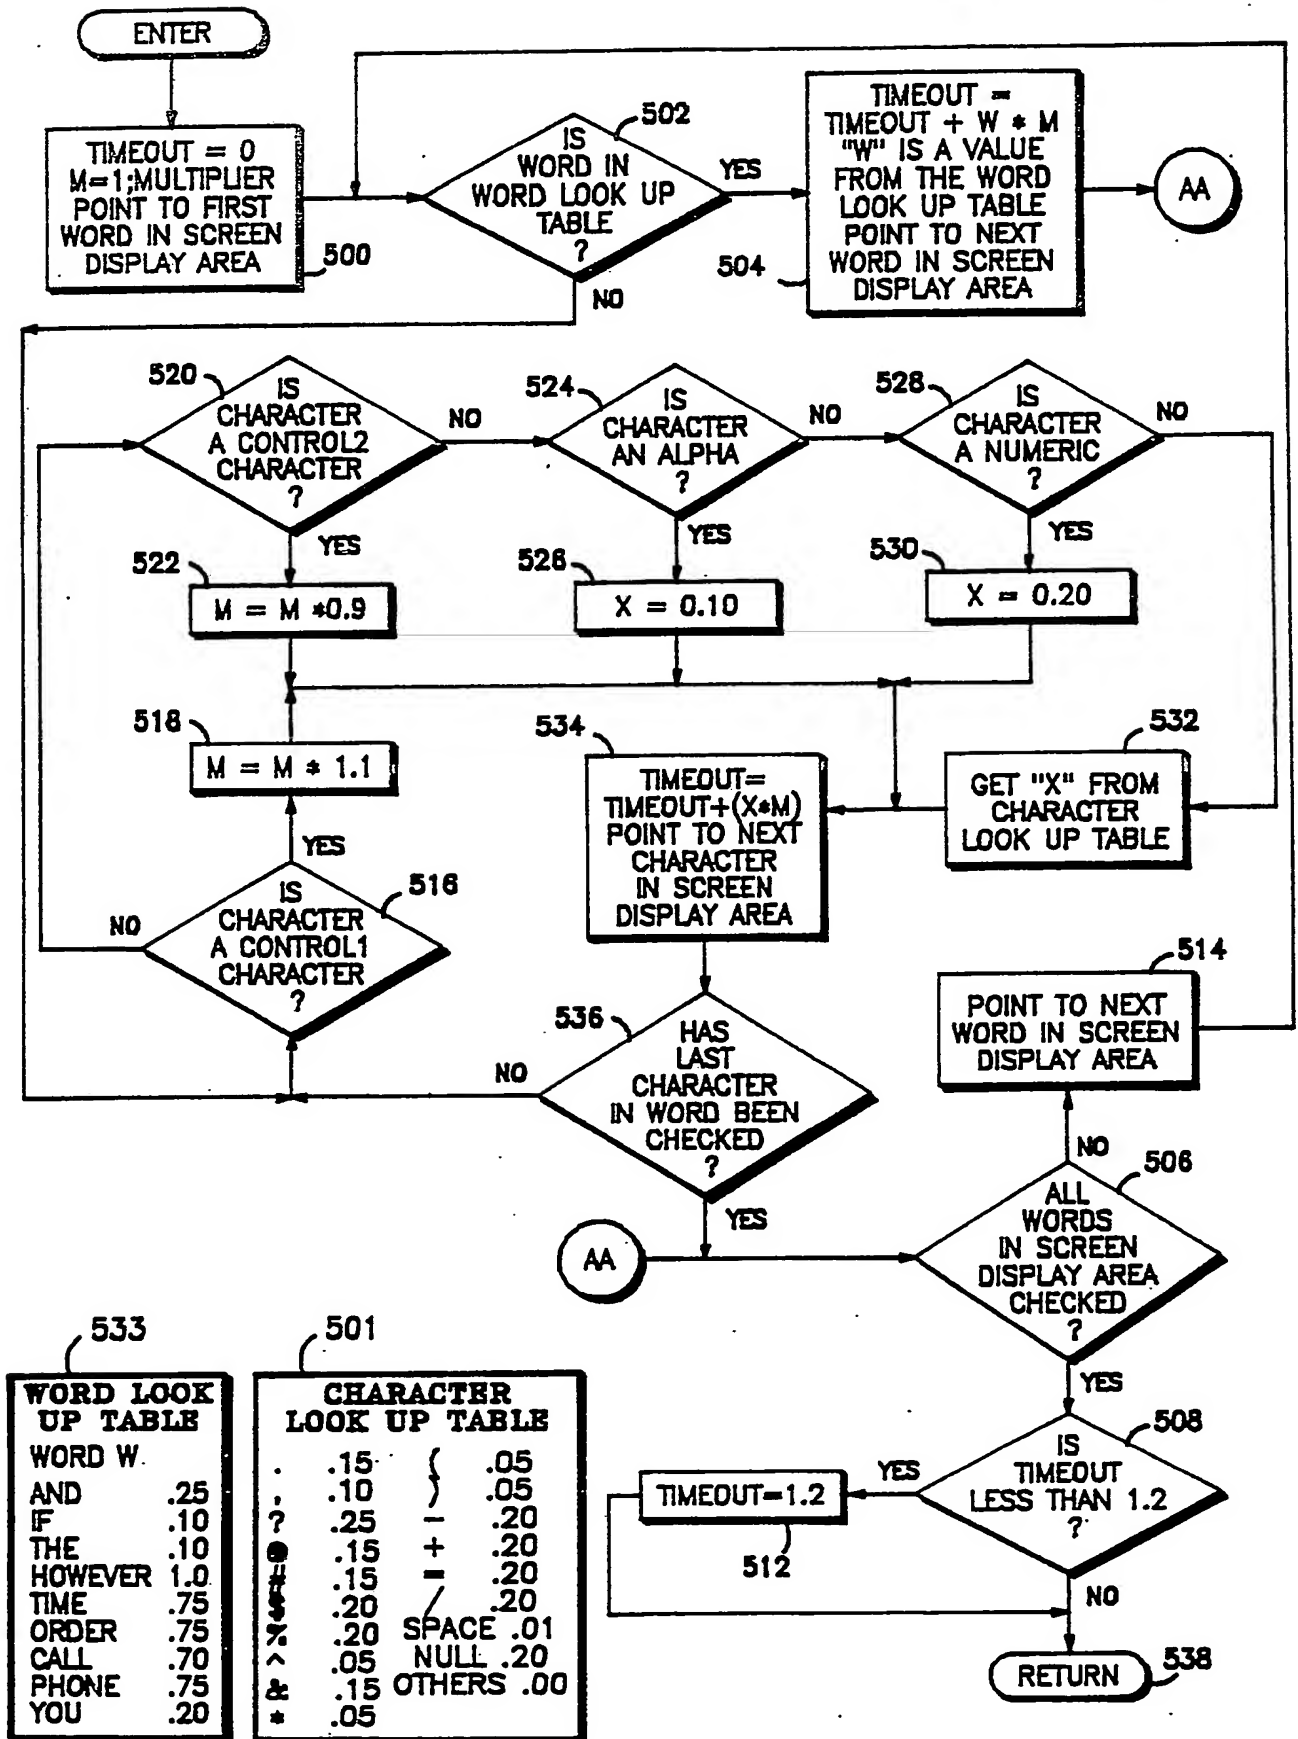 ENTER
TIMEOUT = 0
M=1;MULTIPLIER
POINT TO FIRST
WORD IN SCREEN
DISPLAY AREA
500
IS
WORD IN
WORD LOOK UP
TABLE
?
502
YES
NO
TIMEOUT =
TIMEOUT + W * M
"W" IS A VALUE
FROM THE WORD
LOOK UP TABLE
POINT TO NEXT
WORD IN SCREEN
DISPLAY AREA
504
AA
520
IS
CHARACTER
A CONTROL2
CHARACTER
?
NO
YES
524
IS
CHARACTER
AN ALPHA
?
NO
YES
528
IS
CHARACTER
A NUMERIC
?
NO
YES
522
M = M *0.9
526
X = 0.10
530
X = 0.20
518
M = M * 1.1
YES
534
TIMEOUT=
TIMEOUT+(X*M)
POINT TO NEXT
CHARACTER
IN SCREEN
DISPLAY AREA
532
GET "X" FROM
CHARACTER
LOOK UP TABLE
516
IS
CHARACTER
A CONTROL1
CHARACTER
?
NO
536
HAS
LAST
CHARACTER
IN WORD BEEN
CHECKED
?
NO
YES
514
POINT TO NEXT
WORD IN SCREEN
DISPLAY AREA
NO
506
ALL
WORDS
IN SCREEN
DISPLAY AREA
CHECKED
?
YES
AA
508
IS
TIMEOUT
LESS THAN 1.2
?
YES
NO
TIMEOUT=1.2
512
RETURN
538
533
WORD LOOK
UP TABLE
WORD W
AND .25
IF .10
THE .10
HOWEVER 1.0
TIME .75
ORDER .75
CALL .70
PHONE .75
YOU .20
501
CHARACTER
LOOK UP TABLE
. .15 ( .05
, .10 ) .05
? .25 - .20
.15 + .20
# .15 = .20
$ .20 / .20
% .20 SPACE .01
^ .05 NULL .20
& .15 OTHERS .00
* .05